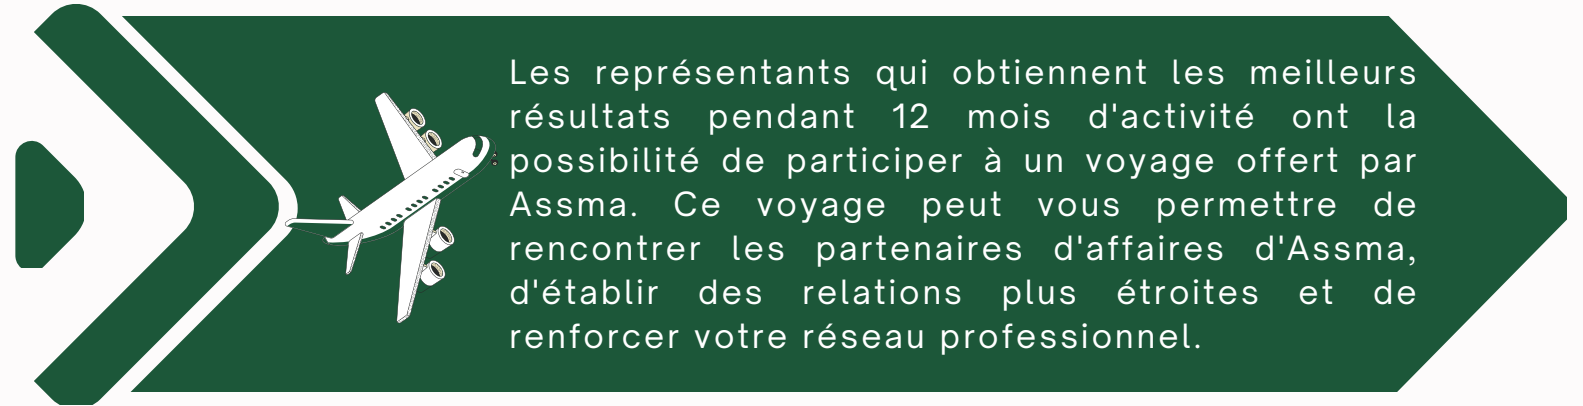 Les représentants qui obtiennent les meilleurs
résultats pendant 12 mois d'activité ont la
possibilité de participer à un voyage offert par
Assma. Ce voyage peut vous permettre de
rencontrer les partenaires d'affaires d'Assma,
d'établir des relations plus étroites et de
renforcer votre réseau professionnel.